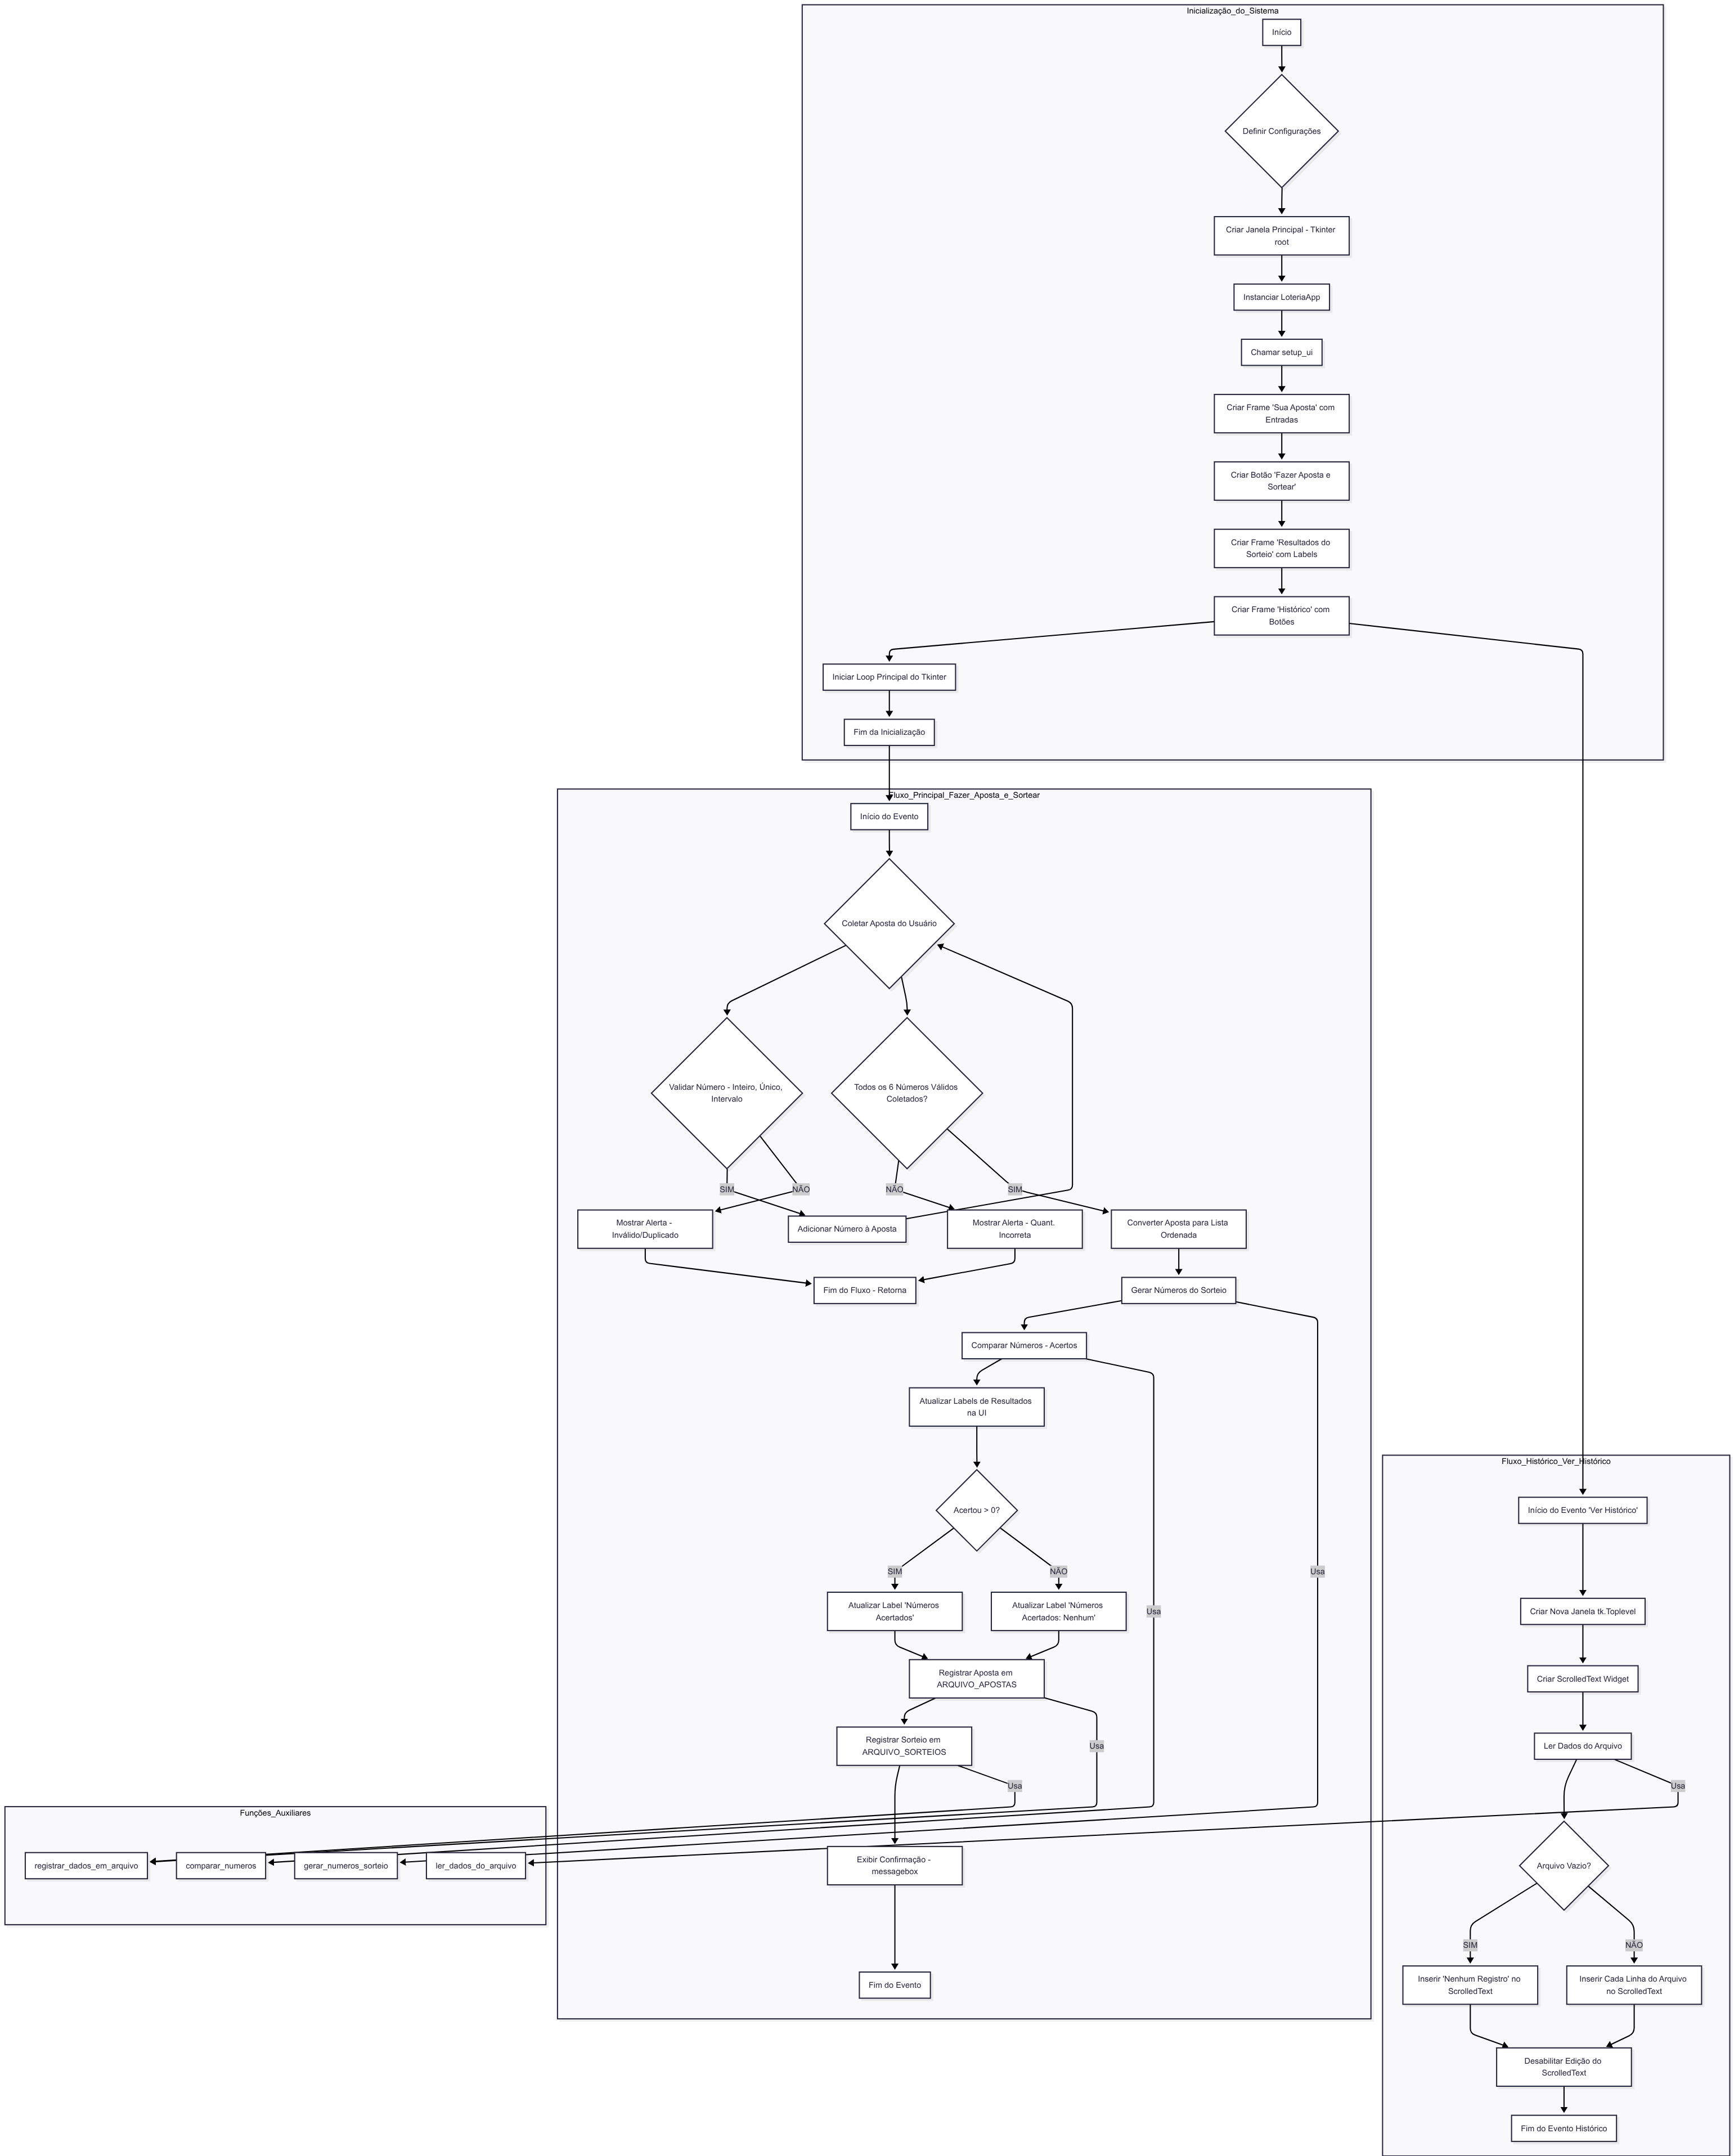 Inicialização_do_Sistema
Início
Definir Configurações
Criar Janela Principal - Tkinter
root
Instanciar LoteriaApp
Chamar setup_ui
Criar Frame 'Sua Aposta' com
Entradas
Criar Botão 'Fazer Aposta e
Sortear'
Criar Frame 'Resultados do
Sorteio' com Labels
Criar Frame 'Histórico' com
Botões
Iniciar Loop Principal do Tkinter
Fim da Inicialização
Fluxo_Principal_Fazer_Aposta_e_Sortear
Início do Evento
Coletar Aposta do Usuário
Validar Número - Inteiro, Único,
Intervalo
Todos os 6 Números Válidos
Coletados?
SIM
NÃO
NÃO
SIM
Mostrar Alerta -
Inválido/Duplicado
Adicionar Número à Aposta
Mostrar Alerta - Quant.
Incorreta
Converter Aposta para Lista
Ordenada
Fim do Fluxo - Retorna
Gerar Números do Sorteio
Comparar Números - Acertos
Atualizar Labels de Resultados
na UI
Acertou > 0?
SIM
NÃO
Usa
Atualizar Label 'Números
Acertados'
Atualizar Label 'Números
Acertados: Nenhum'
Usa
Registrar Aposta em
ARQUIVO_APOSTAS
Registrar Sorteio em
ARQUIVO_SORTEIOS
Usa
Usa
Exibir Confirmação -
messagebox
Fim do Evento
Funções_Auxiliares
registrar_dados_em_arquivo
comparar_numeros
gerar_numeros_sorteio
ler_dados_do_arquivo
Fluxo_Histórico_Ver_Histórico
Início do Evento 'Ver Histórico'
Criar Nova Janela tk.Toplevel
Criar ScrolledText Widget
Ler Dados do Arquivo
Usa
Arquivo Vazio?
SIM
NÃO
Inserir 'Nenhum Registro' no
ScrolledText
Inserir Cada Linha do Arquivo
no ScrolledText
Desabilitar Edição do
ScrolledText
Fim do Evento Histórico